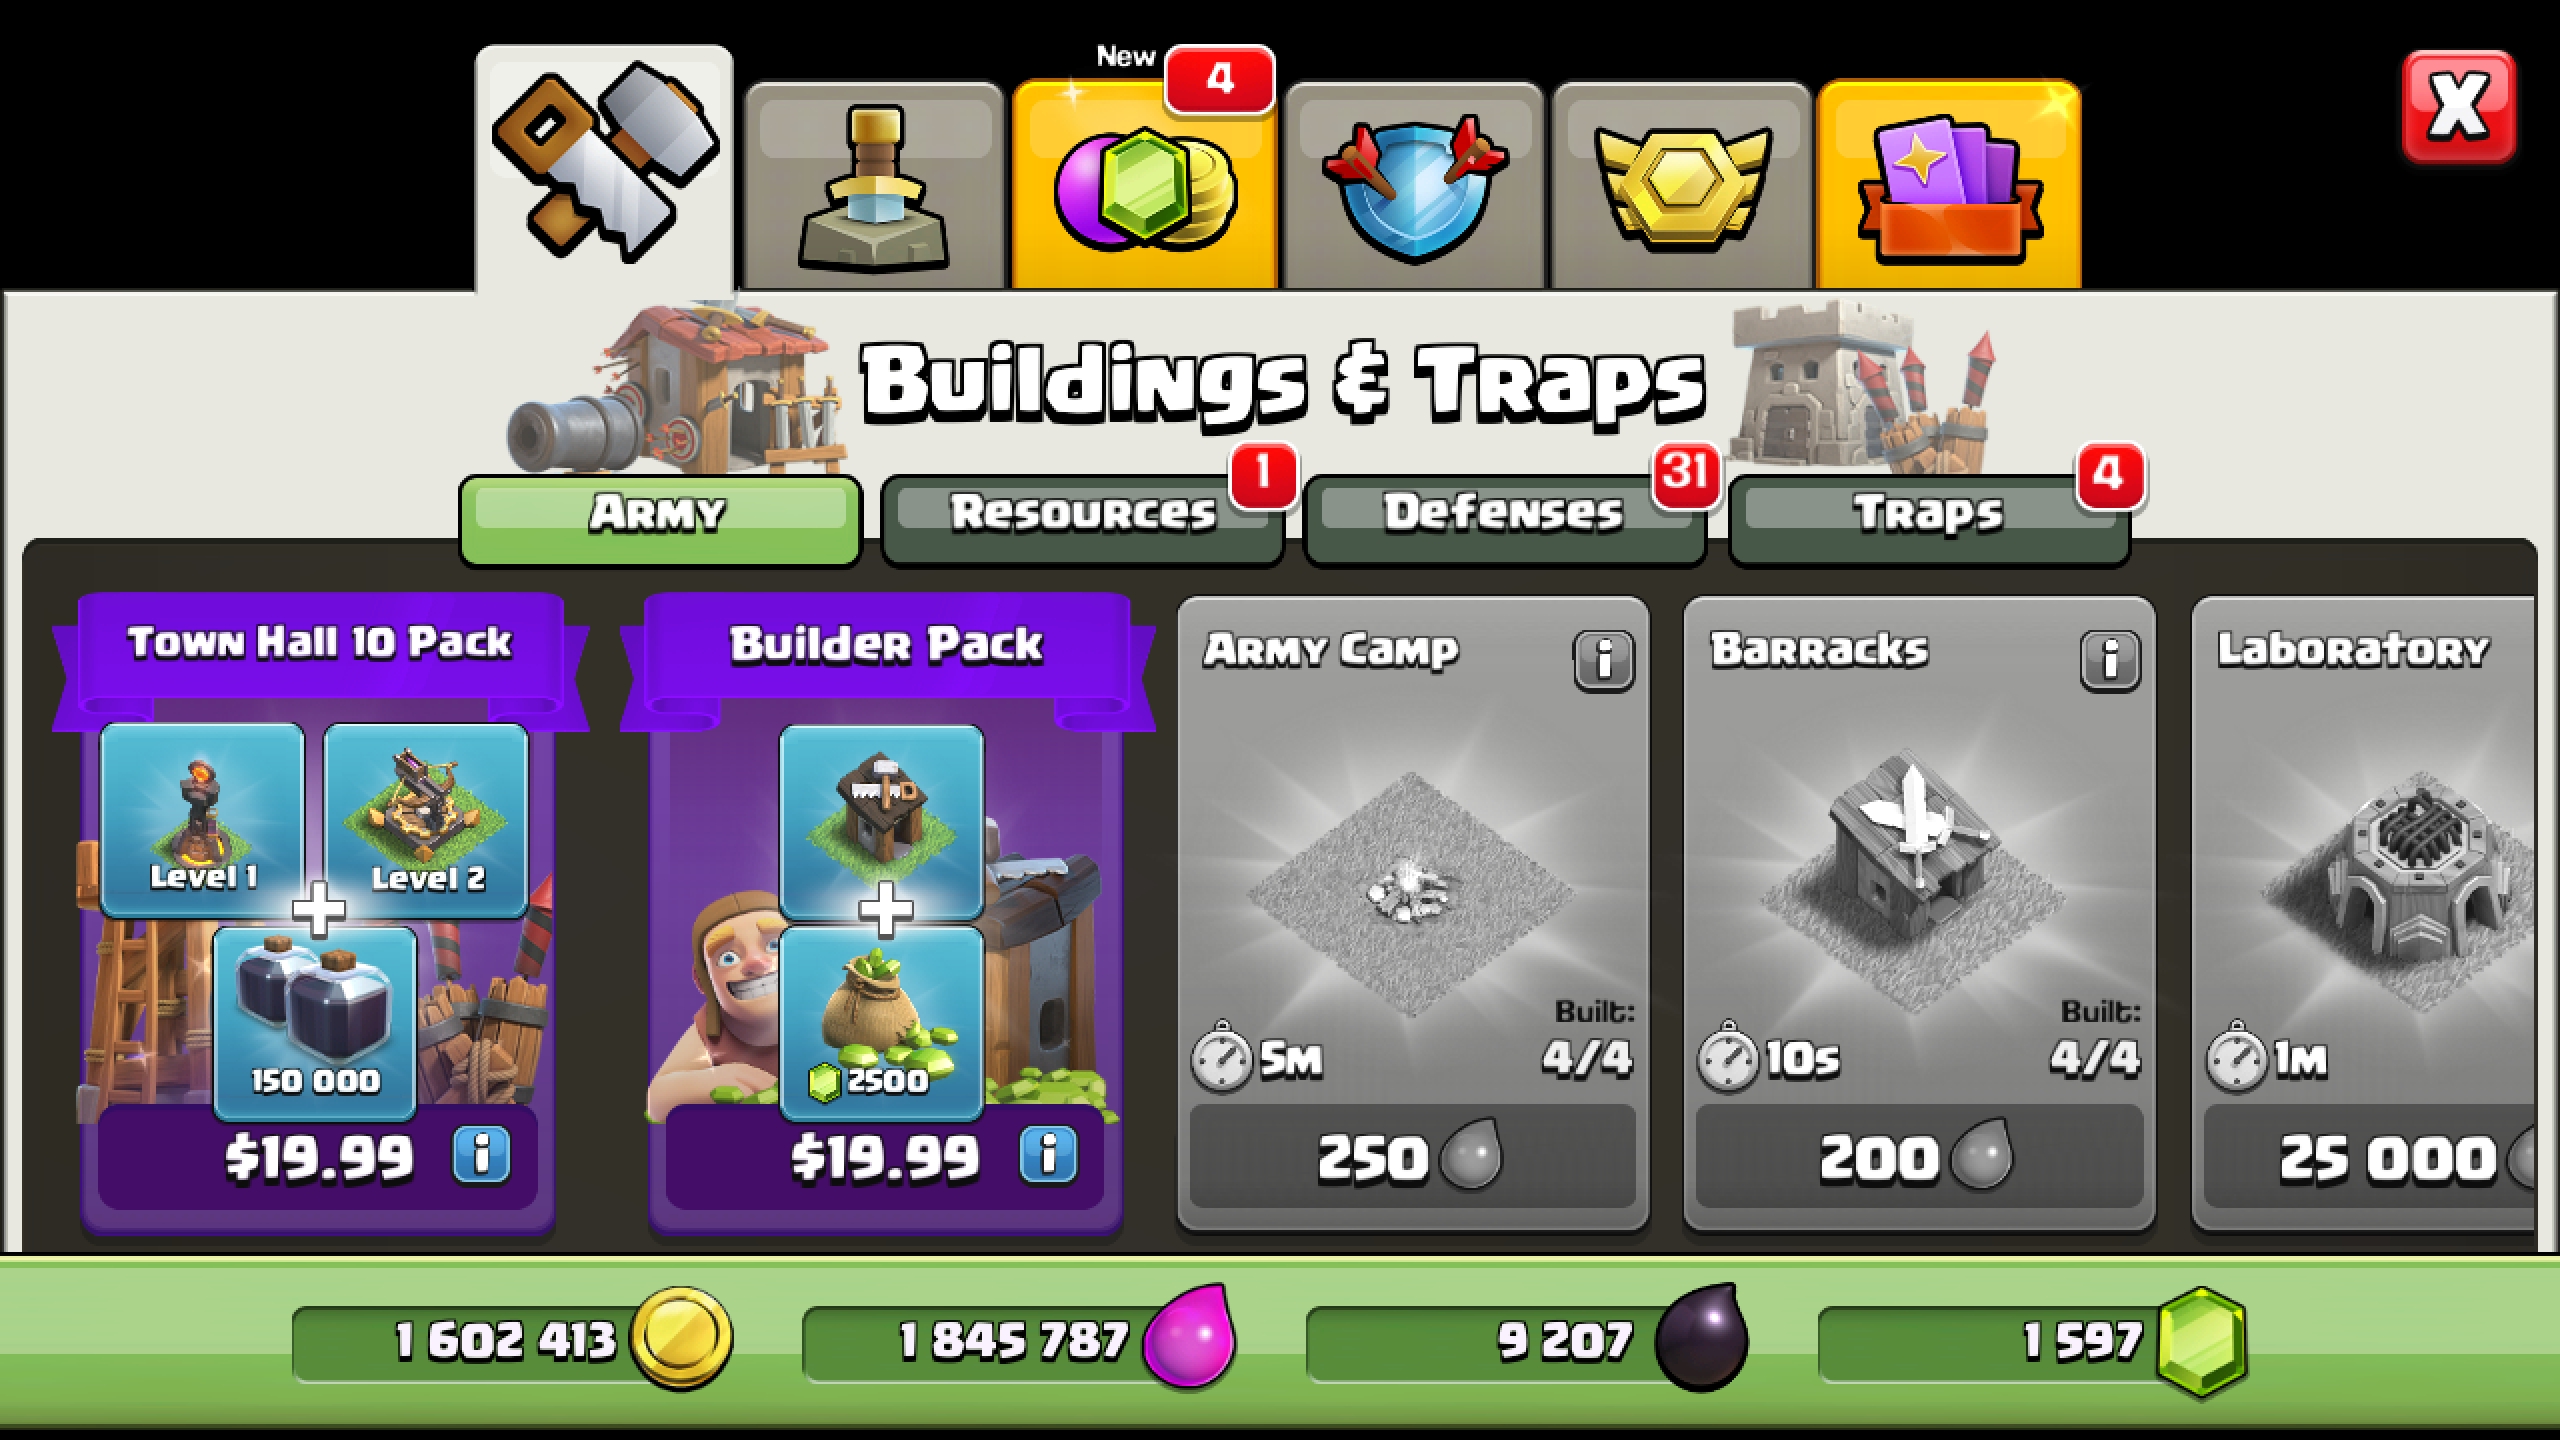 New
4
X
Buildings & Traps
Army
Resources
1
Defenses
31
Traps
4
Town Hall 10 Pack
Level 1
Level 2
150 000
$19.99
i
Builder Pack
2500
$19.99
i
Army Camp
i
Built:
5m
4/4
250
Barracks
i
Built:
10s
4/4
200
Laboratory
1m
25 000
1 602 413
1 845 787
9 207
1 597